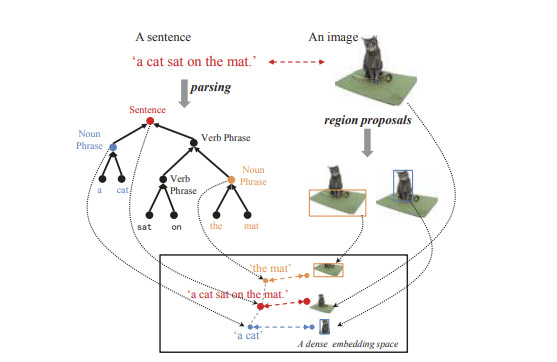 A sentence
An image
'a cat sat on the mat.'
parsing
region proposals
Sentence
Noun
Phrase
Verb Phrase
a
cat
Verb
Phrase
Noun
Phrase
sat
on
the
mat
'the mat'
'a cat sat on the mat.'
'a cat'
A dense embedding space